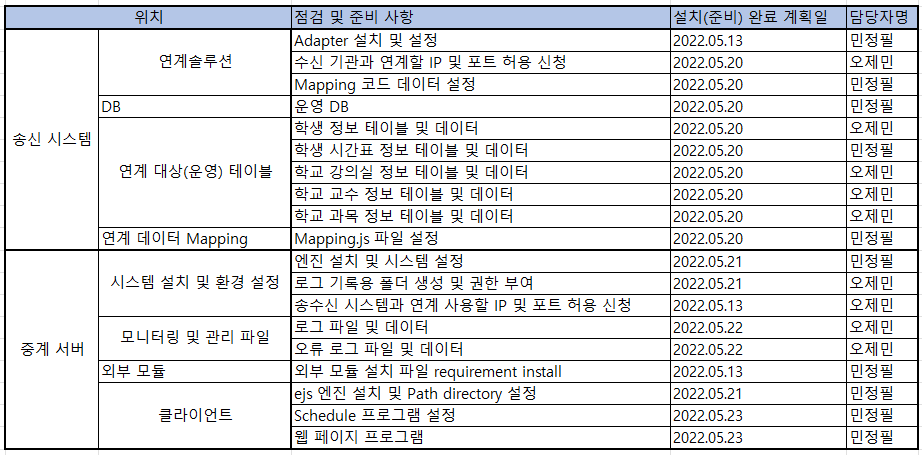 위치 점검 및 준비 사항 설치(준비) 완료 계획일 담당자명
송신 시스템 연계솔루션 Adapter 설치 및 설정 2022.05.13 민정필
수신 기관과 연계할 IP 및 포트 허용 신청 2022.05.20 오제민
Mapping 코드 데이터 설정 2022.05.20 민정필
DB 운영 DB 2022.05.20 민정필
연계 대상(운영) 테이블 학생 정보 테이블 및 데이터 2022.05.20 오제민
학생 시간표 정보 테이블 및 데이터 2022.05.20 민정필
학교 강의실 정보 테이블 및 데이터 2022.05.20 오제민
학교 교수 정보 테이블 및 데이터 2022.05.20 오제민
학교 과목 정보 테이블 및 데이터 2022.05.20 오제민
연계 데이터 Mapping Mapping.js 파일 설정 2022.05.20 민정필
중계 서버 시스템 설치 및 환경 설정 엔진 설치 및 시스템 설정 2022.05.21 민정필
로그 기록용 폴더 생성 및 권한 부여 2022.05.21 오제민
송수신 시스템과 연계 사용할 IP 및 포트 허용 신청 2022.05.13 오제민
모니터링 및 관리 파일 로그 파일 및 데이터 2022.05.22 오제민
오류 로그 파일 및 데이터 2022.05.22 오제민
외부 모듈 외부 모듈 설치 파일 requirement install 2022.05.13 민정필
클라이언트 ejs 엔진 설치 및 Path directory 설정 2022.05.21 민정필
Schedule 프로그램 설정 2022.05.23 민정필
웹 페이지 프로그램 2022.05.23 민정필